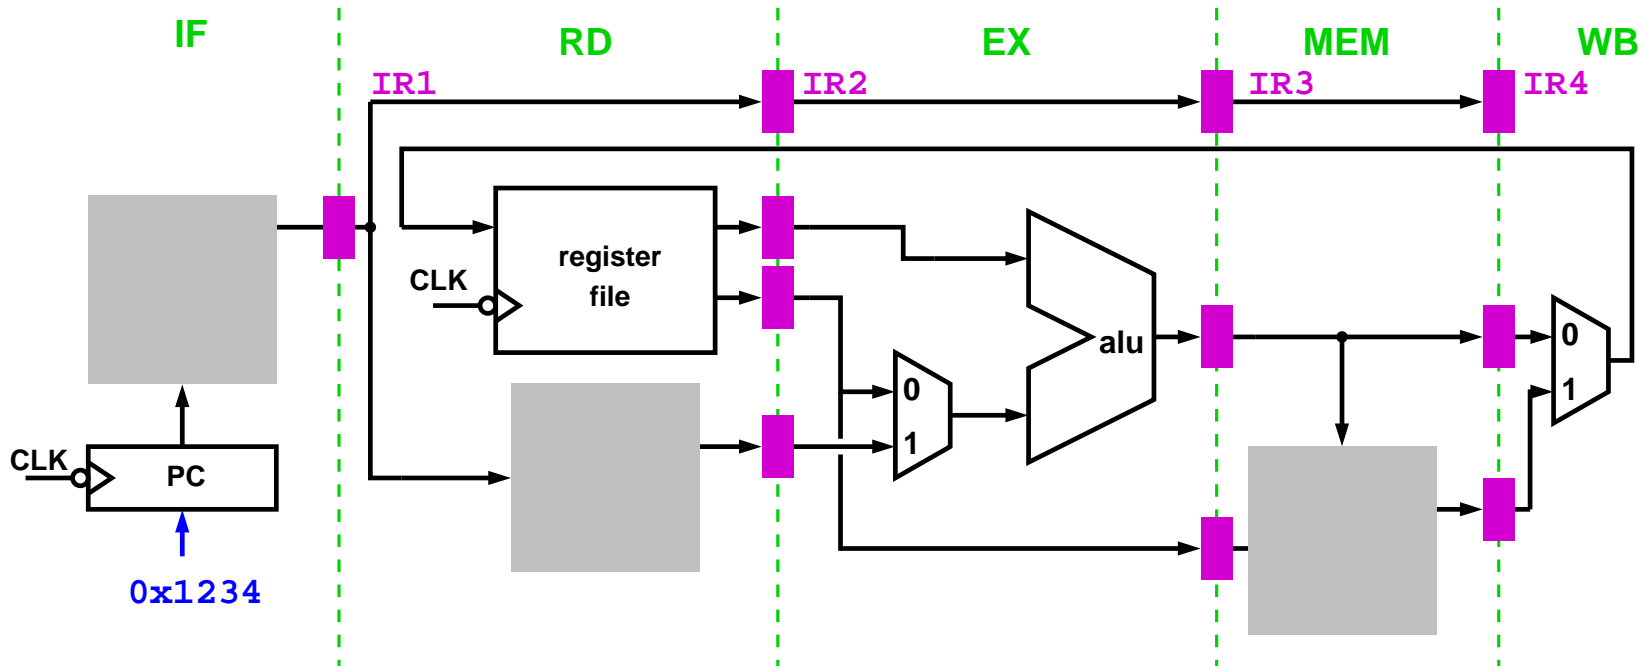 IF
RD
EX
MEM
WB
IR1
IR2
IR3
IR4
register
file
CLK
alu
0
1
0
1
CLK
PC
0x1234